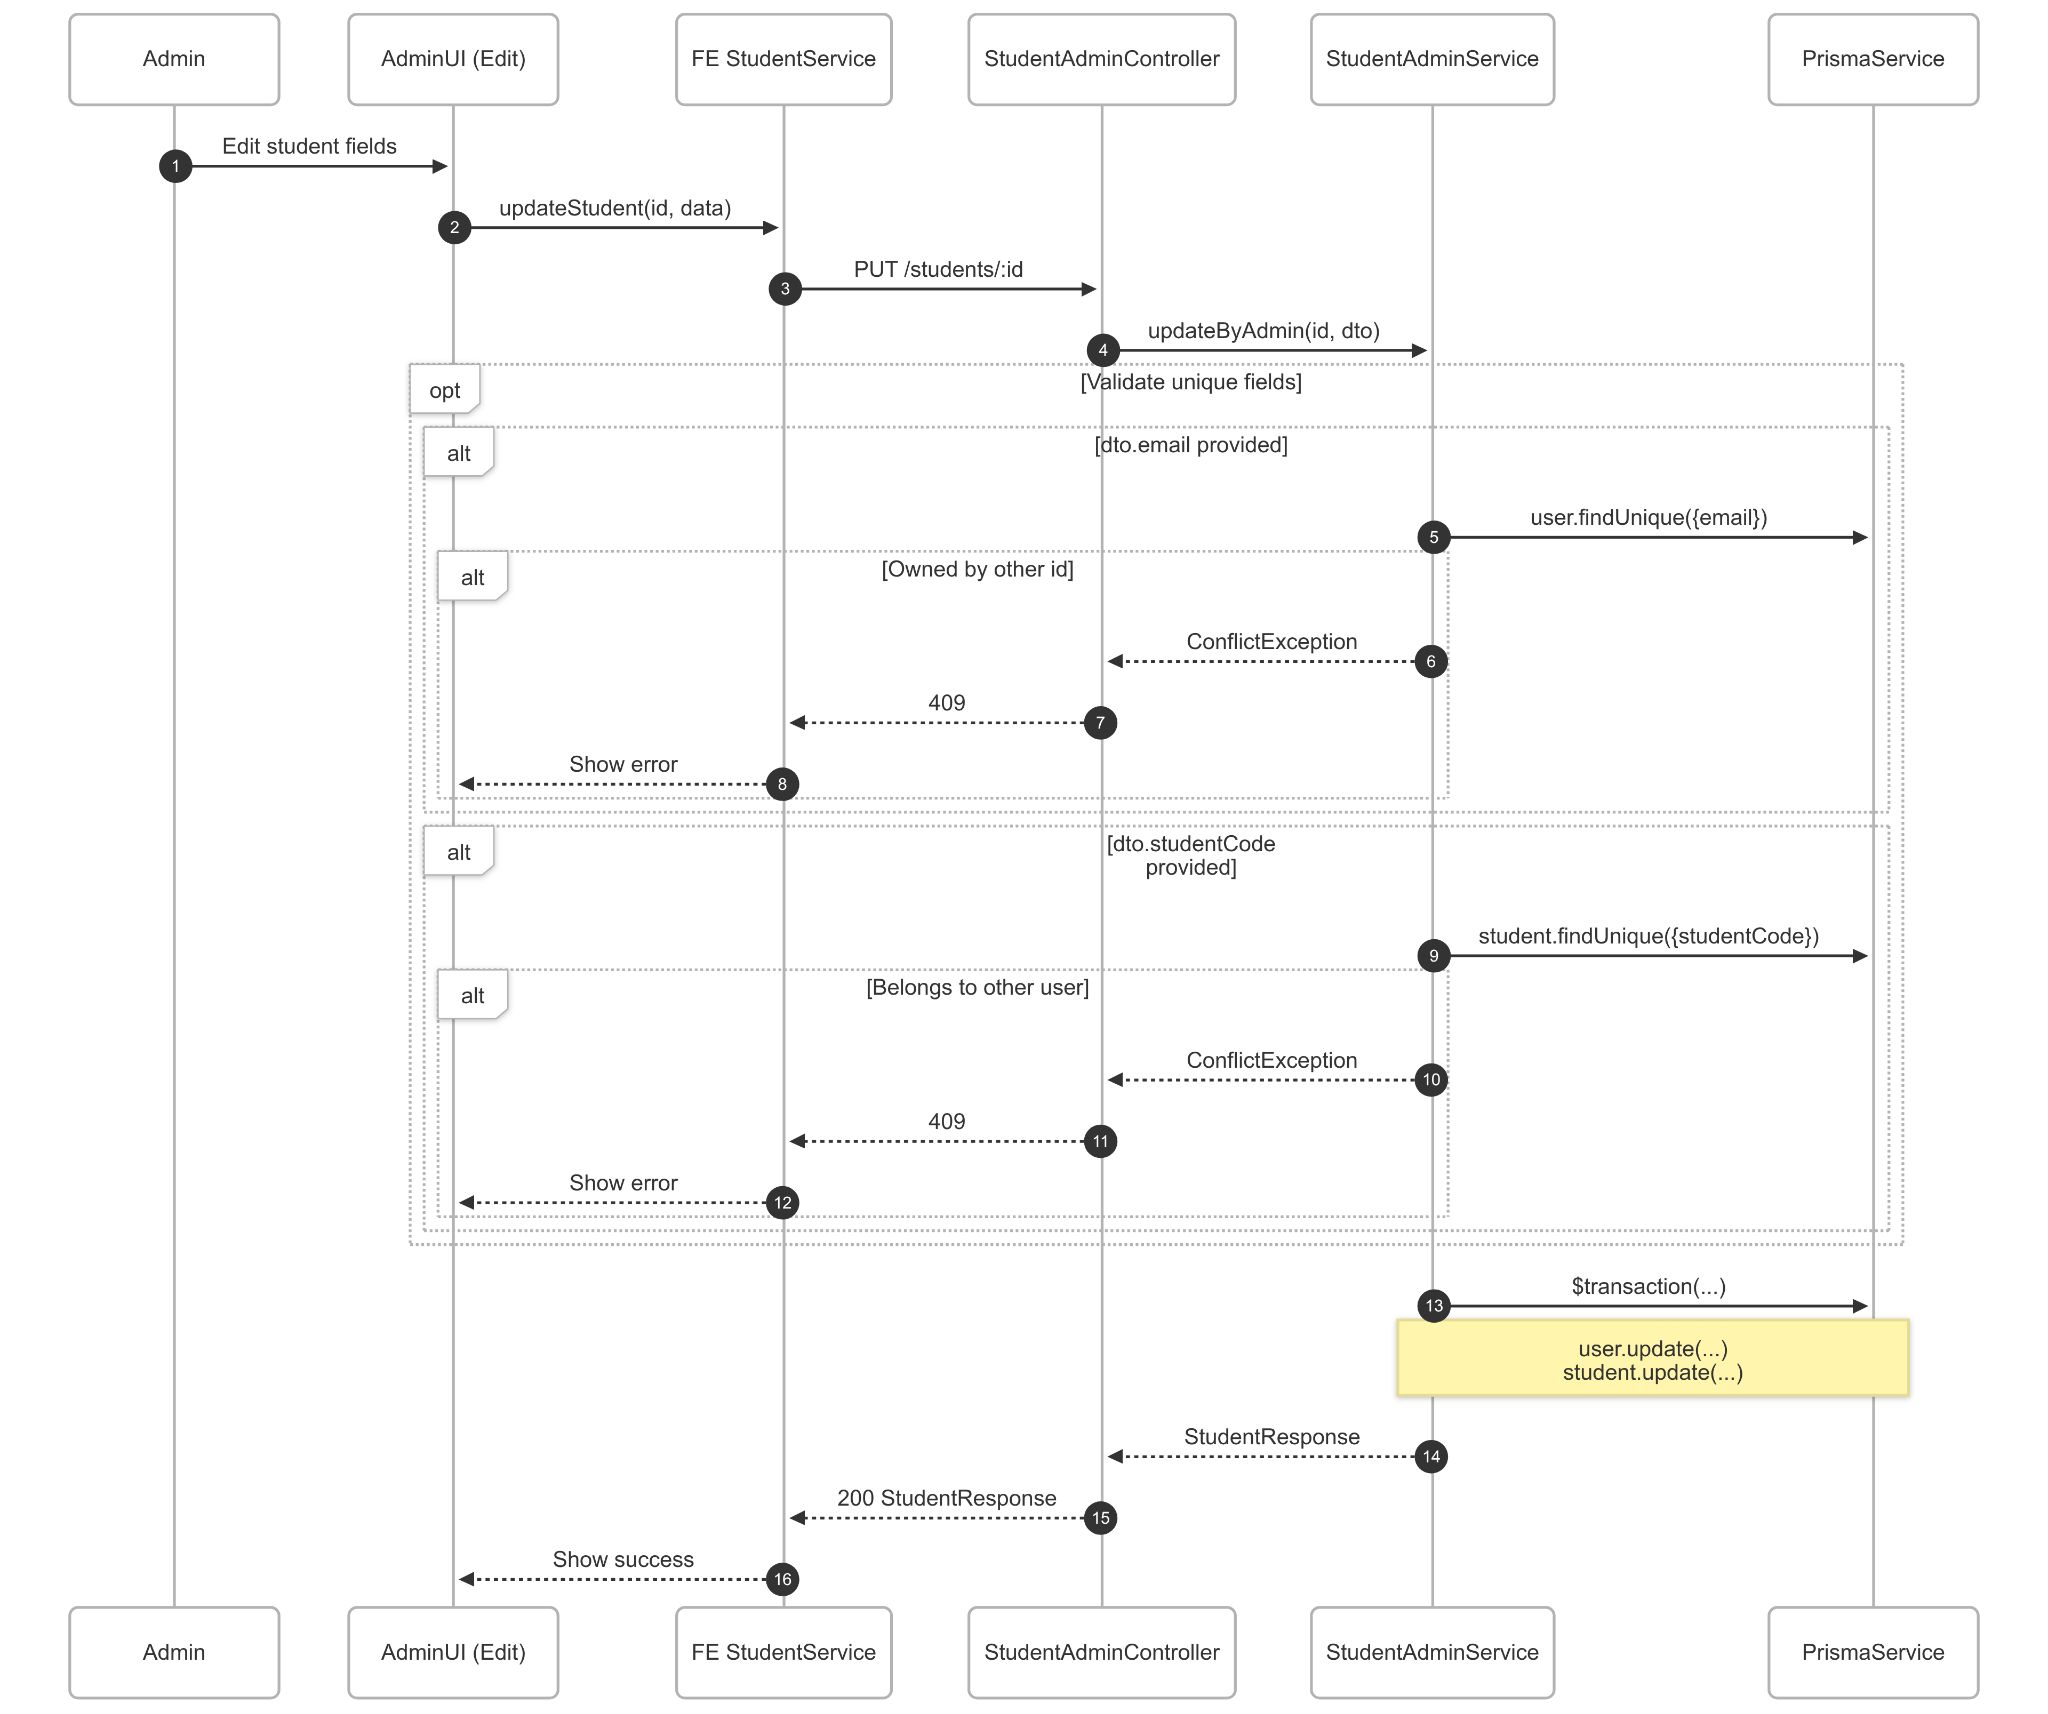 Admin
AdminUI (Edit)
FE StudentService
StudentAdminController
StudentAdminService
PrismaService
Edit student fields
1
updateStudent(id, data)
2
PUT /students/:id
3
updateByAdmin(id, dto)
4
opt
[Validate unique fields]
alt
[dto.email provided]
user.findUnique({email})
5
alt
[Owned by other id]
ConflictException
6
409
7
Show error
8
alt
[dto.studentCode
provided]
student.findUnique({studentCode})
9
alt
[Belongs to other user]
ConflictException
10
409
11
Show error
12
$transaction(...)
13
user.update(...)
student.update(...)
StudentResponse
14
200 StudentResponse
15
Show success
16
Admin
AdminUI (Edit)
FE StudentService
StudentAdminController
StudentAdminService
PrismaService